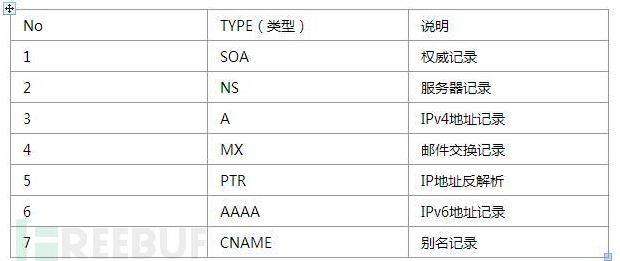 No TYPE（类型） 说明
1 SOA 权威记录
2 NS 服务器记录
3 A IPv4地址记录
4 MX 邮件交换记录
5 PTR IP地址反解析
6 AAAA IPv6地址记录
7 CNAME 别名记录
FREEBUF